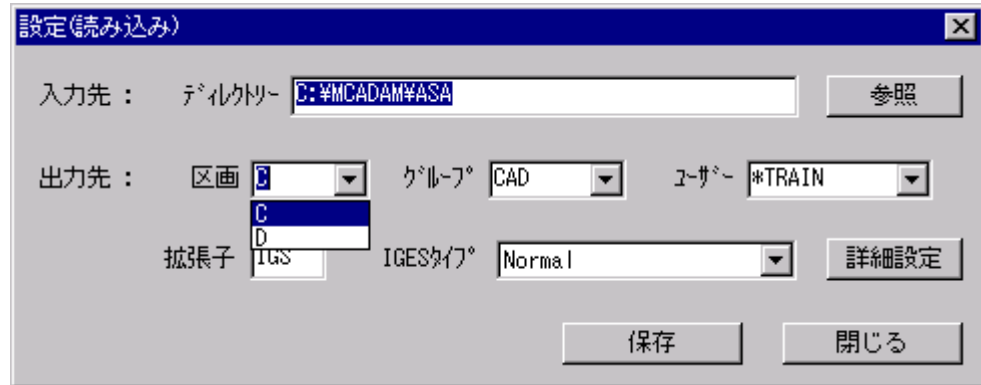 設定(読み込み)
入力先： ﾃﾞｨﾚｸﾄﾘｰ C:¥MCADAM¥ASA 参照
出力先： 区画 C ｸﾞﾙｰﾌﾟ CAD ﾕｰｻﾞｰ *TRAIN
C
D
拡張子 IGS IGESﾀｲﾌﾟ Normal 詳細設定
保存 閉じる